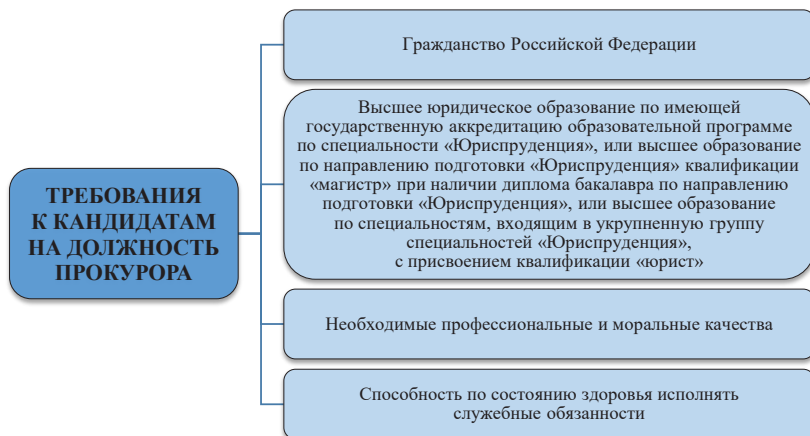 ТРЕБОВАНИЯ
К КАНДИДАТАМ
НА ДОЛЖНОСТЬ
ПРОКУРОРА
Гражданство Российской Федерации
Высшее юридическое образование по имеющей
государственную аккредитацию образовательной программе
по специальности «Юриспруденция», или высшее образование
по направлению подготовки «Юриспруденция» квалификации
«магистр» при наличии диплома бакалавра по направлению
подготовки «Юриспруденция», или высшее образование
по специальностям, входящим в укрупненную группу
специальностей «Юриспруденция»,
с присвоением квалификации «юрист»
Необходимые профессиональные и моральные качества
Способность по состоянию здоровья исполнять
служебные обязанности